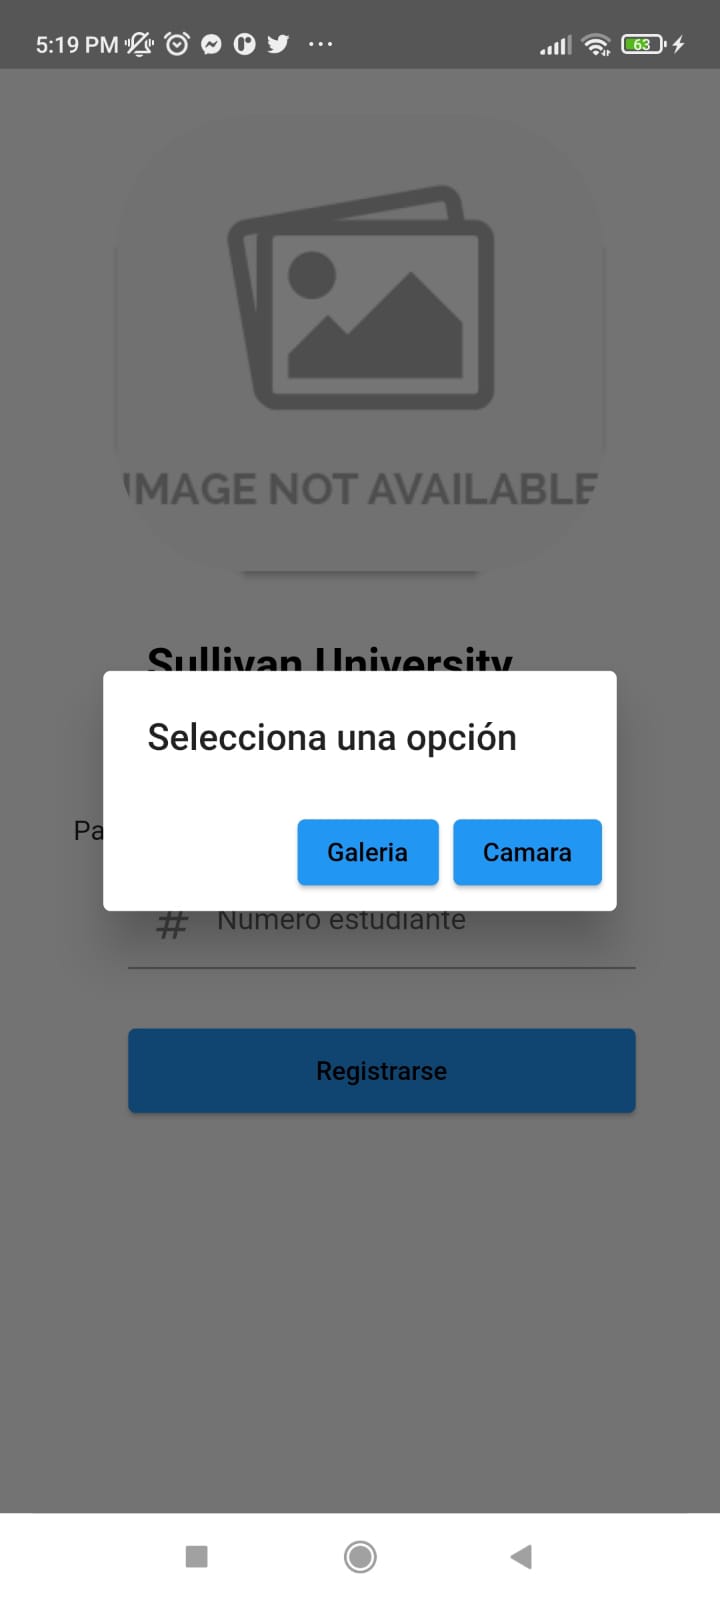 5:19 PM
63
IMAGE NOT AVAILABLE
Sullivan University
Selecciona una opción
Pa
Galeria
Camara
# Numero estudiante
Registrarse